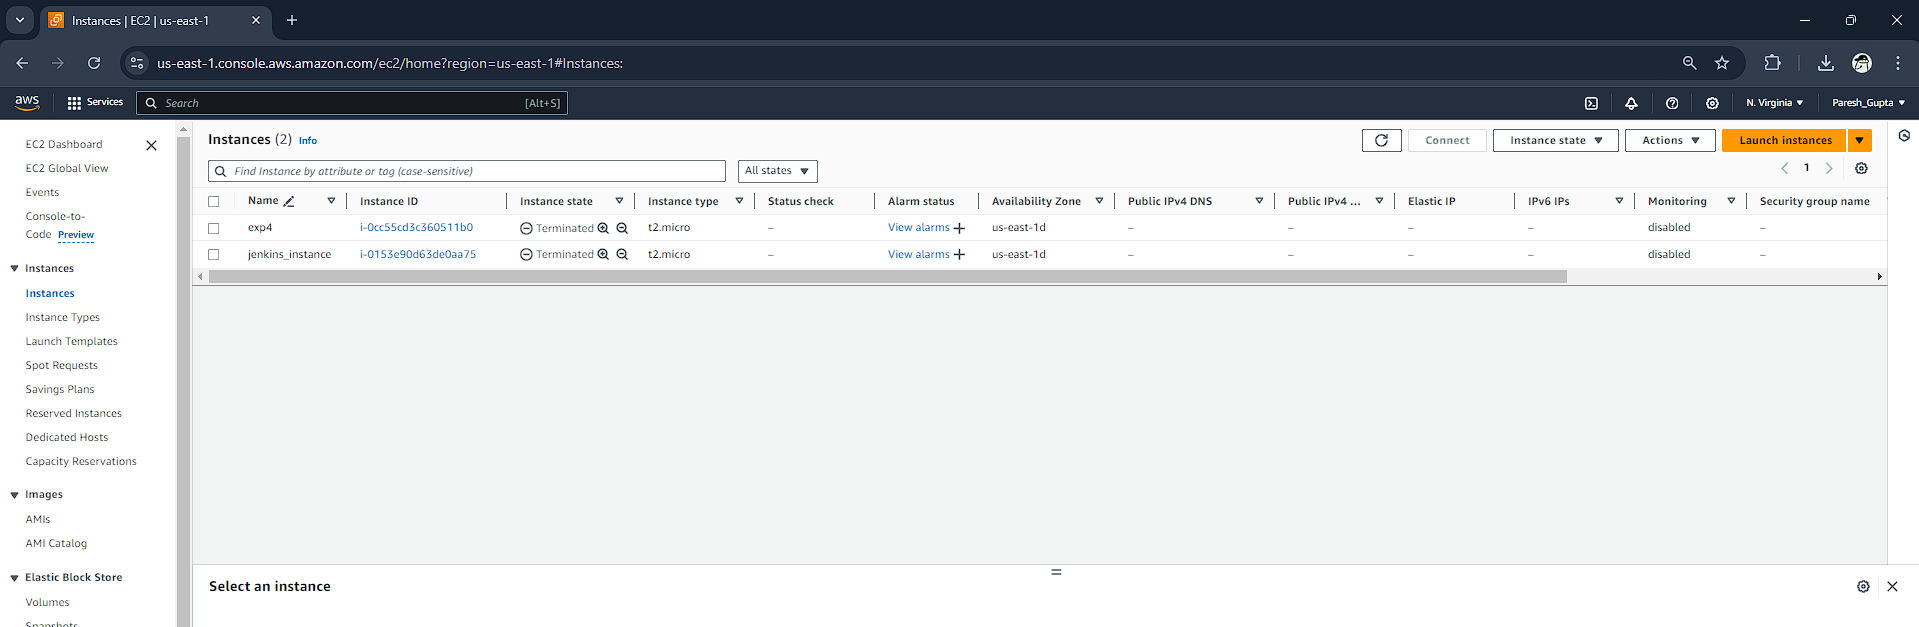 Instances | EC2 | us-east-1
us-east-1.console.aws.amazon.com/ec2/home?region=us-east-1#Instances:
aws Services Search [Alt+S] N. Virginia Paresh_Gupta
EC2 Dashboard
EC2 Global View
Events
Console-to-
Code Preview
Instances
Instances
Instance Types
Launch Templates
Spot Requests
Savings Plans
Reserved Instances
Dedicated Hosts
Capacity Reservations
Images
AMIs
AMI Catalog
Elastic Block Store
Volumes
Snapshots
Instances (2) Info Connect Instance state Actions Launch instances
Find Instance by attribute or tag (case-sensitive) All states 1
Name Instance ID Instance state Instance type Status check Alarm status Availability Zone Public IPv4 DNS Public IPv4 ... Elastic IP IPv6 IPs Monitoring Security group name
exp4 i-0cc55cd3c360511b0 Terminated t2.micro – View alarms + us-east-1d – – – – disabled –
jenkins_instance i-0153e90d63de0aa75 Terminated t2.micro – View alarms + us-east-1d – – – – disabled –
Select an instance